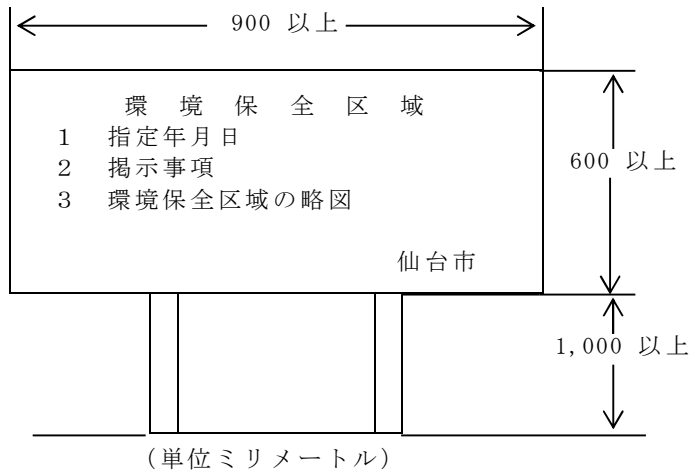 900 以上
環境保全区域
1 指定年月日
2 掲示事項
3 環境保全区域の略図
600 以上
仙台市
1,000 以上
(単位ミリメートル)